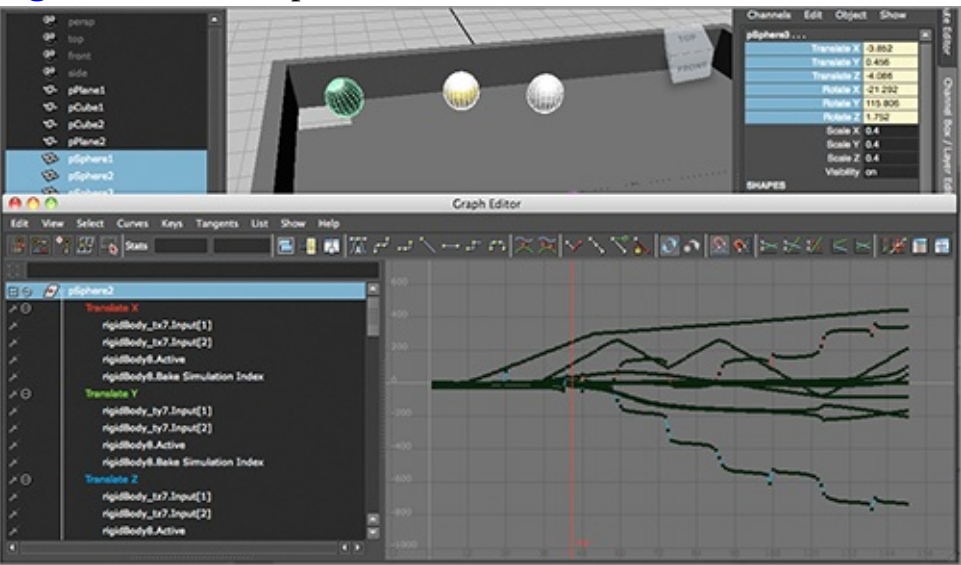 persp
top
front
side
pPlane1
pCube1
pCube2
pPlane2
pSphere1
pSphere2
pSphere3
TOP
FRONT
Channels Edit Object Show
pSphere3 . . .
Translate X -3.852
Translate Y 0.456
Translate Z -4.086
Rotate X -21.292
Rotate Y 115.806
Rotate Z 1.752
Scale X 0.4
Scale Y 0.4
Scale Z 0.4
Visibility on
SHAPES
Channel Box / Layer Edi
Graph Editor
Edit View Select Curves Keys Tangents List Show Help
Stats
pSphere2
Translate X
rigidBody_tx7.Input[1]
rigidBody_tx7.Input[2]
rigidBody8.Active
rigidBody8.Bake Simulation Index
Translate Y
rigidBody_ty7.Input[1]
rigidBody_ty7.Input[2]
rigidBody8.Active
rigidBody8.Bake Simulation Index
Translate Z
rigidBody_tz7.Input[1]
rigidBody_tz7.Input[2]
rigidBody8.Active
600
400
200
0
-200
-400
-600
-800
-1000